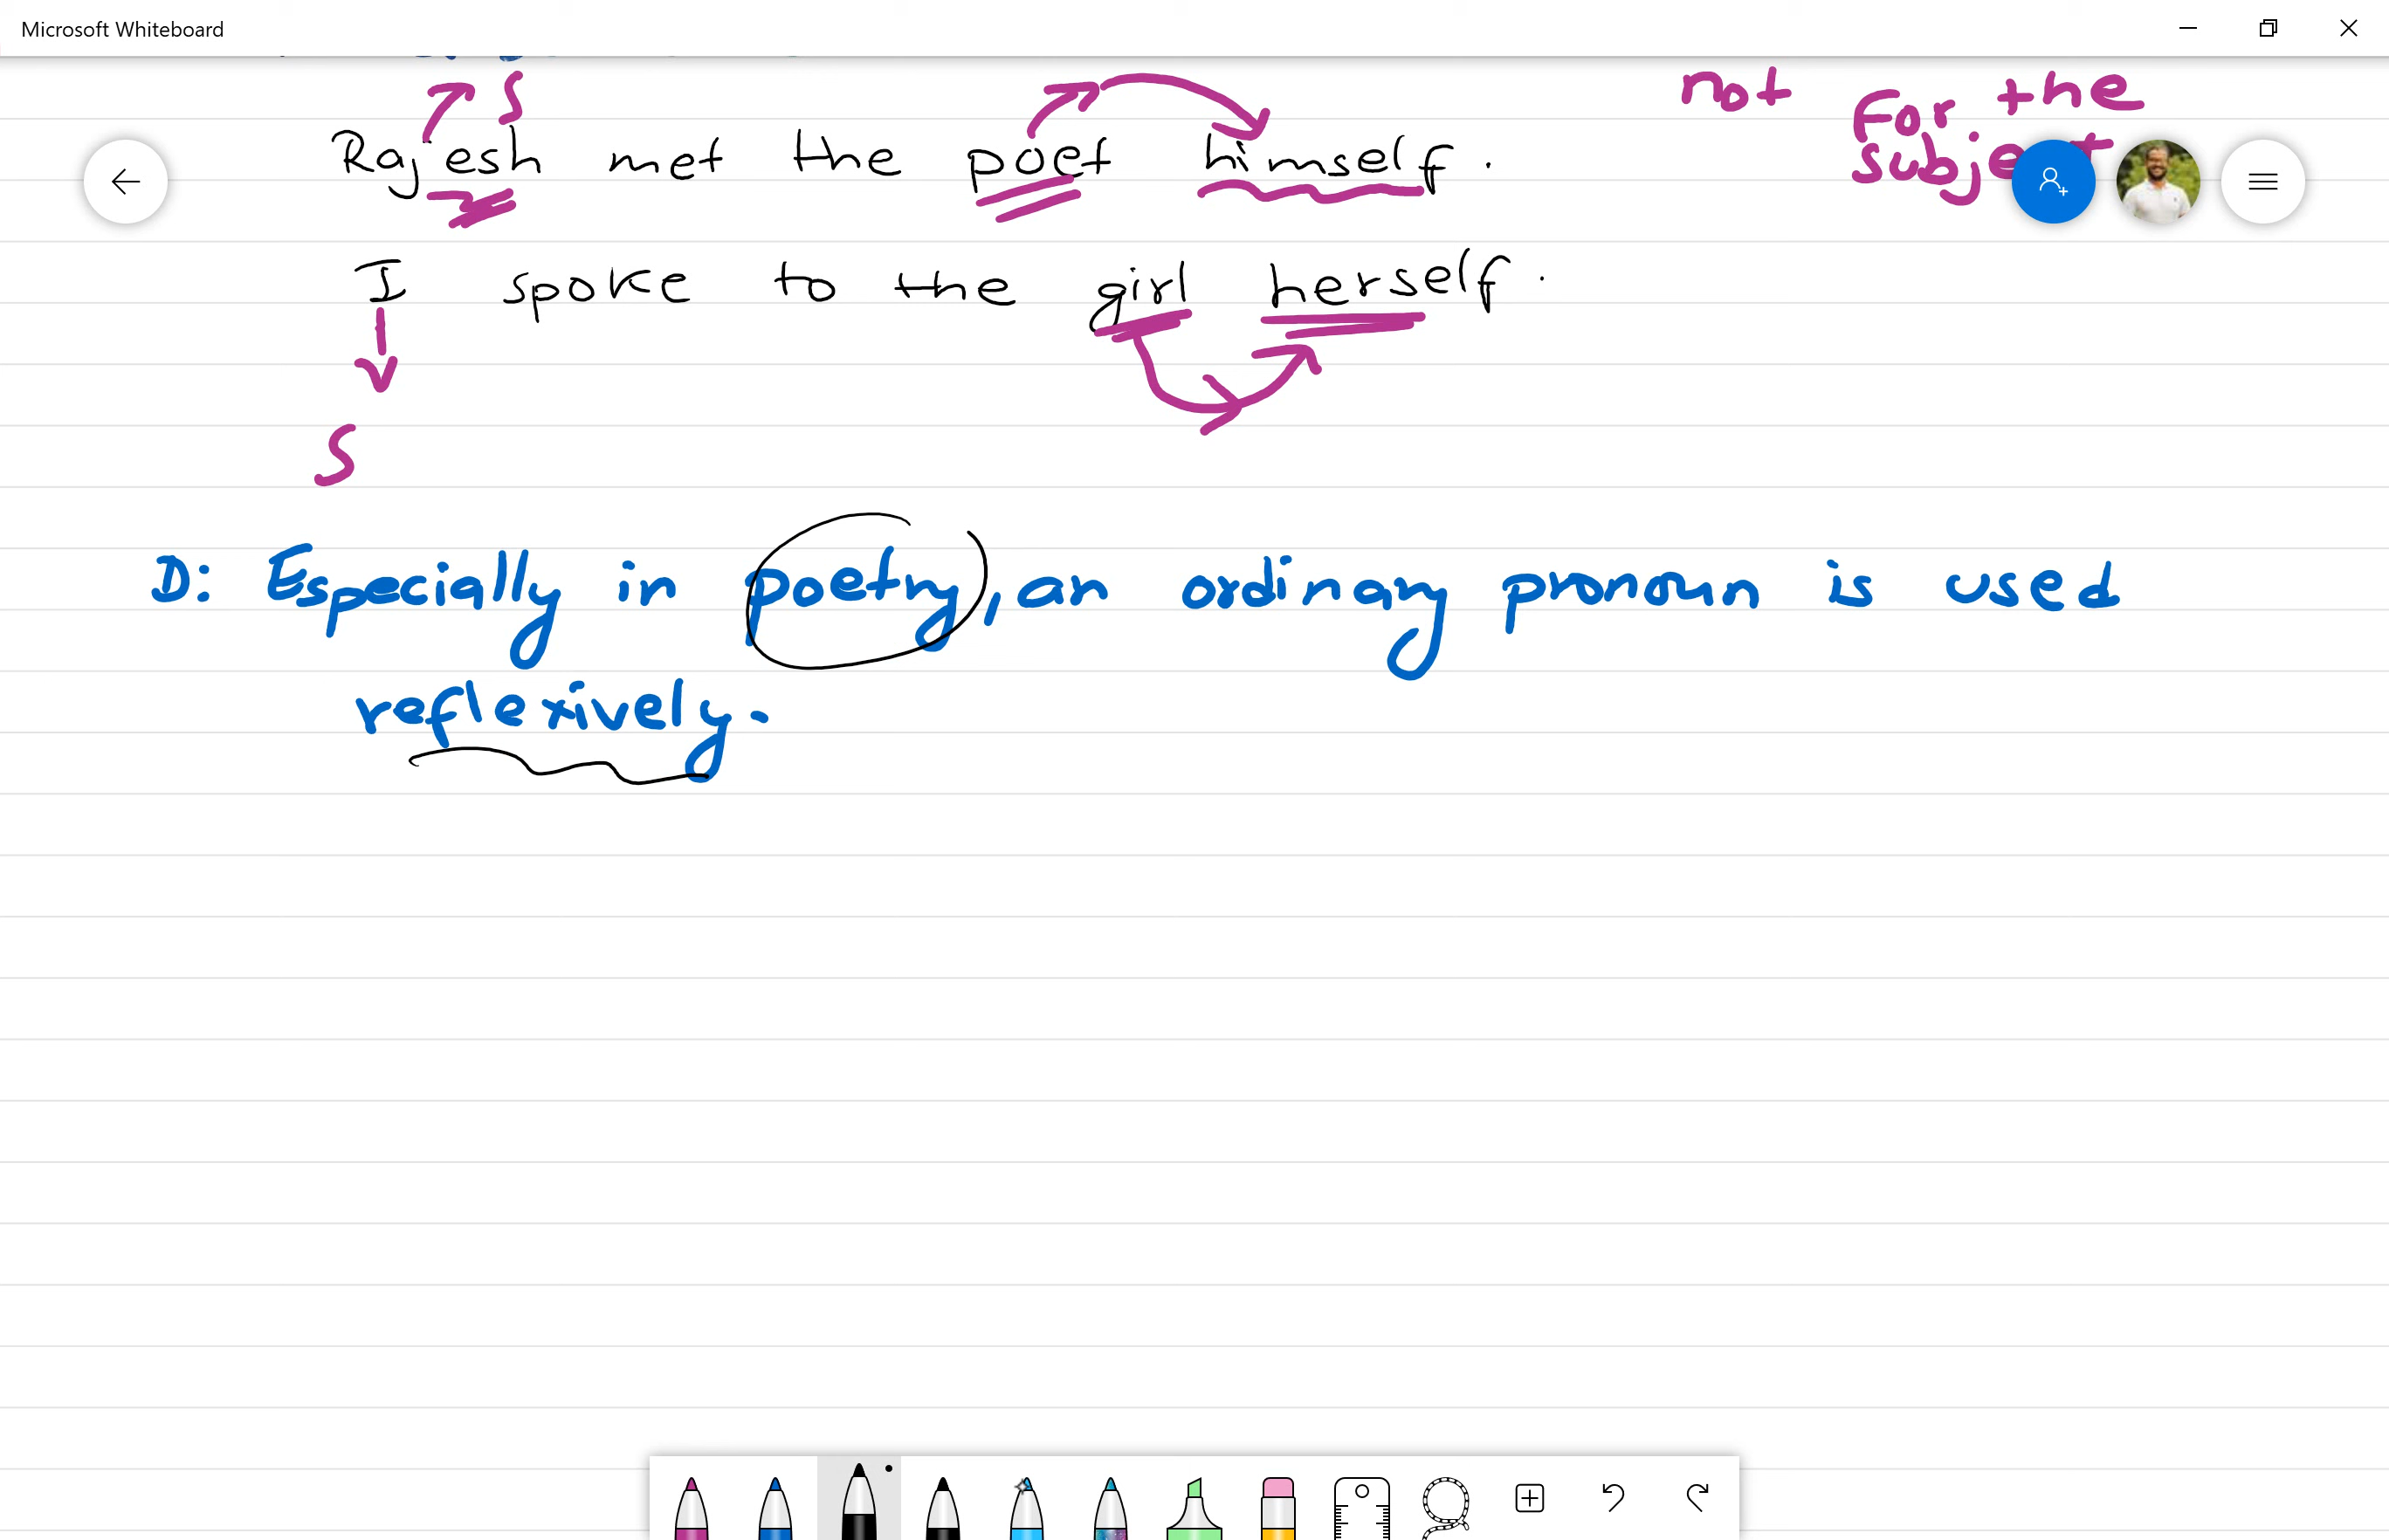 Microsoft Whiteboard
not for the
subject
S
Rajesh met the poet himself.
I spoke to the girl herself.
S
D: Especially in poetry, an ordinary pronoun is used
reflexively.